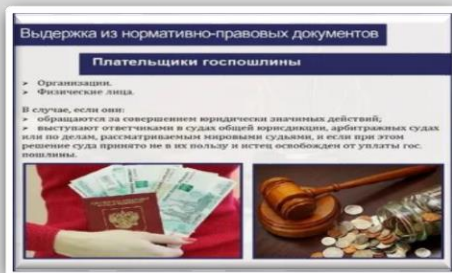 Выдержка из нормативно-правовых документов
Плательщики госпошлины
➤ Организации.
➤ Физические лица.
В случае, если они:
➤ обращаются за совершением юридически значимых действий;
➤ выступают ответчиками в судах общей юрисдикции, арбитражных судах
или по делам, рассматриваемым мировыми судьями, и если при этом
решение суда принято не в их пользу и истец освобожден от уплаты гос.
пошлины.